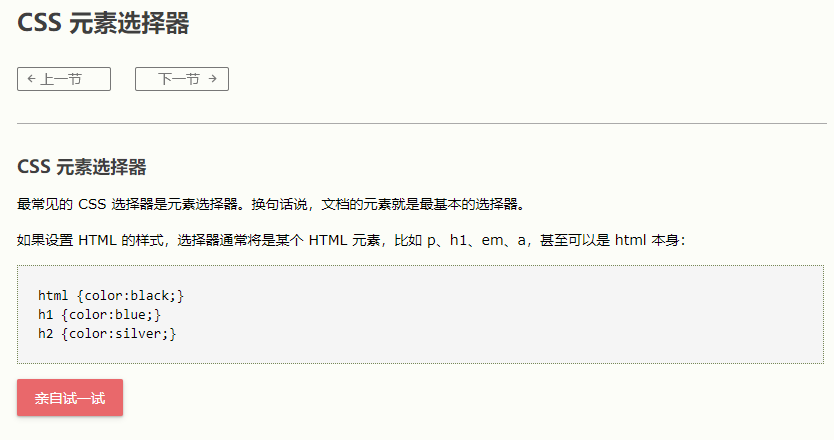 CSS 元素选择器
← 上一节
下一节 →
CSS 元素选择器
最常见的 CSS 选择器是元素选择器。换句话说，文档的元素就是最基本的选择器。
如果设置 HTML 的样式，选择器通常将是某个 HTML 元素，比如 p、h1、em、a，甚至可以是 html 本身：
html {color:black;}
h1 {color:blue;}
h2 {color:silver;}
亲自试一试